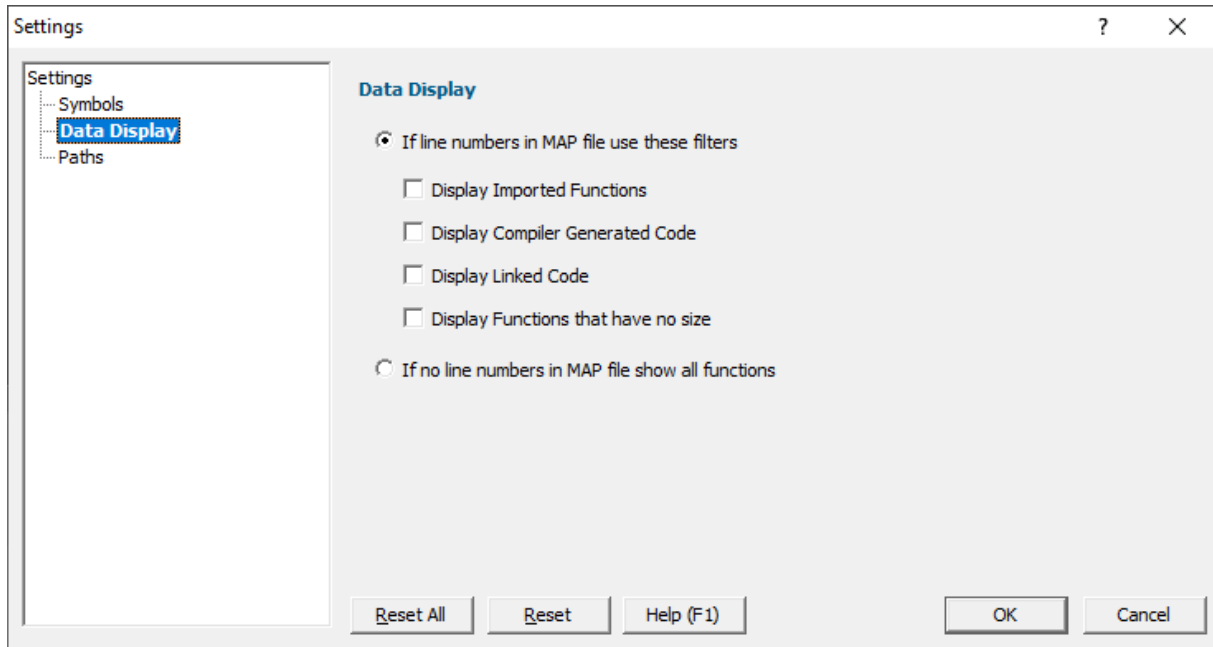 Settings
?
Settings
Symbols
Data Display
Paths
Data Display
If line numbers in MAP file use these filters
Display Imported Functions
Display Compiler Generated Code
Display Linked Code
Display Functions that have no size
If no line numbers in MAP file show all functions
Reset All
Reset
Help (F1)
OK
Cancel